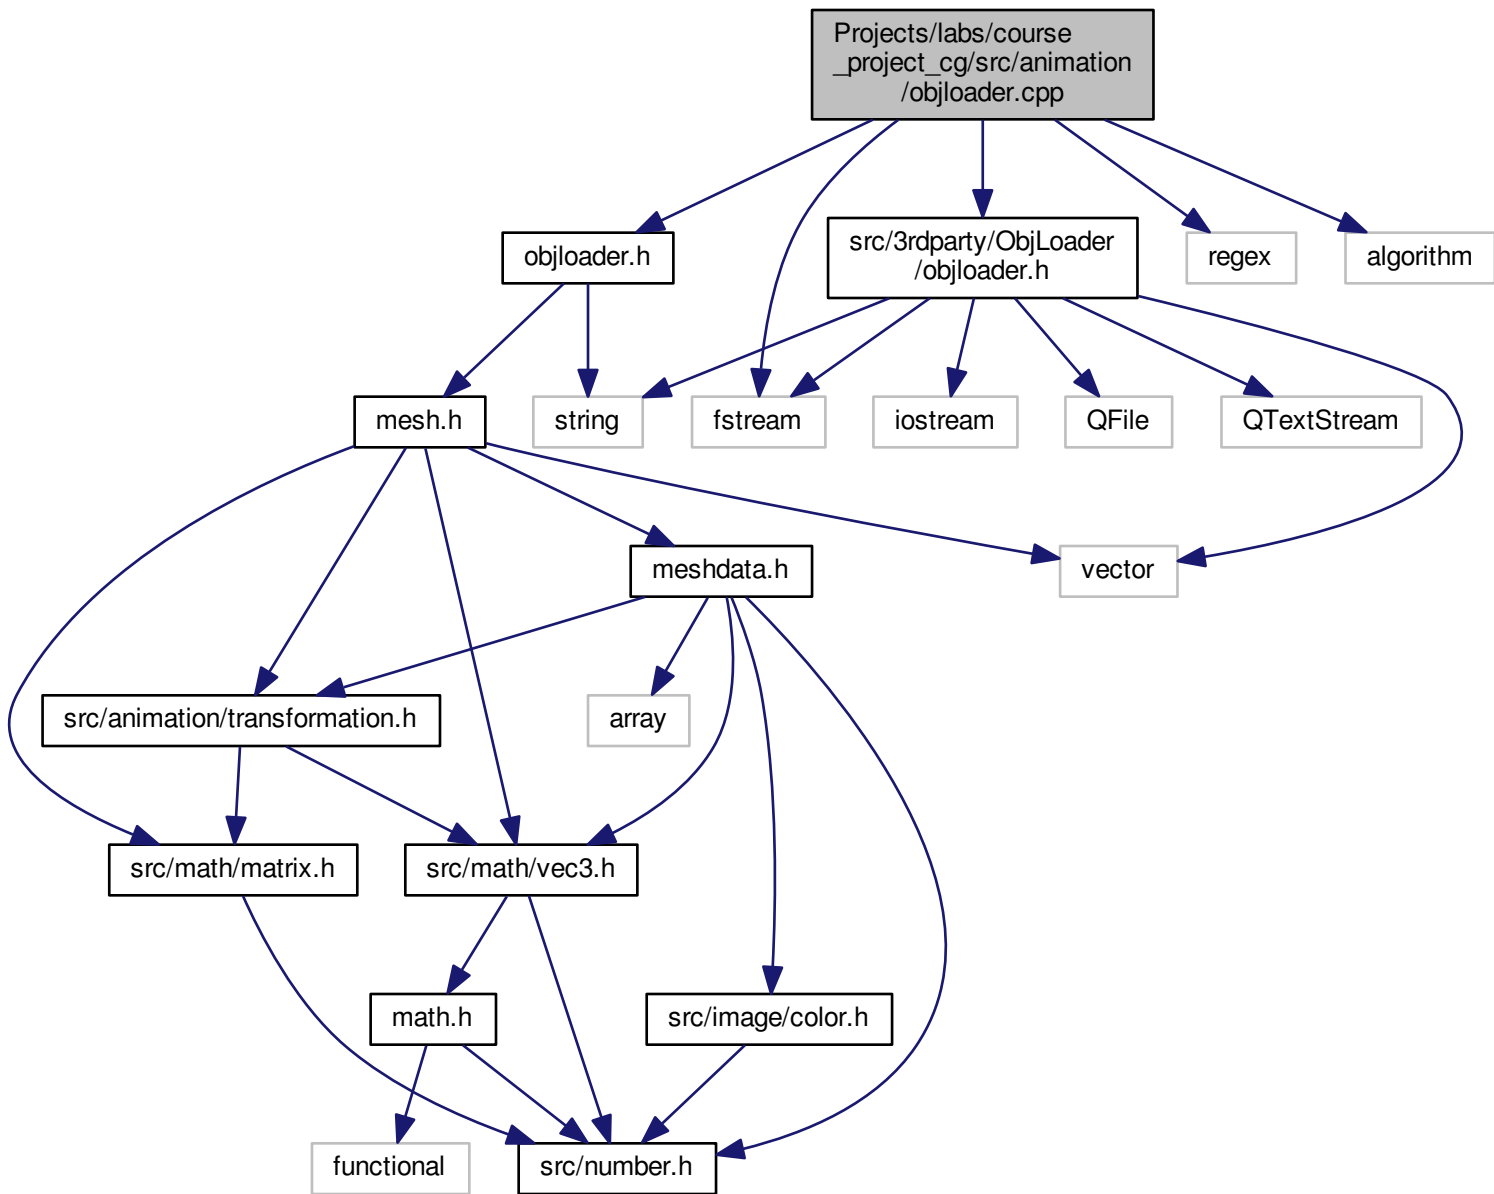 Projects/labs/course
_project_cg/src/animation
/objloader.cpp
objloader.h
src/3rdparty/ObjLoader
/objloader.h
regex
algorithm
mesh.h
string
fstream
iostream
QFile
QTextStream
meshdata.h
vector
src/animation/transformation.h
array
src/math/matrix.h
src/math/vec3.h
math.h
src/image/color.h
functional
src/number.h